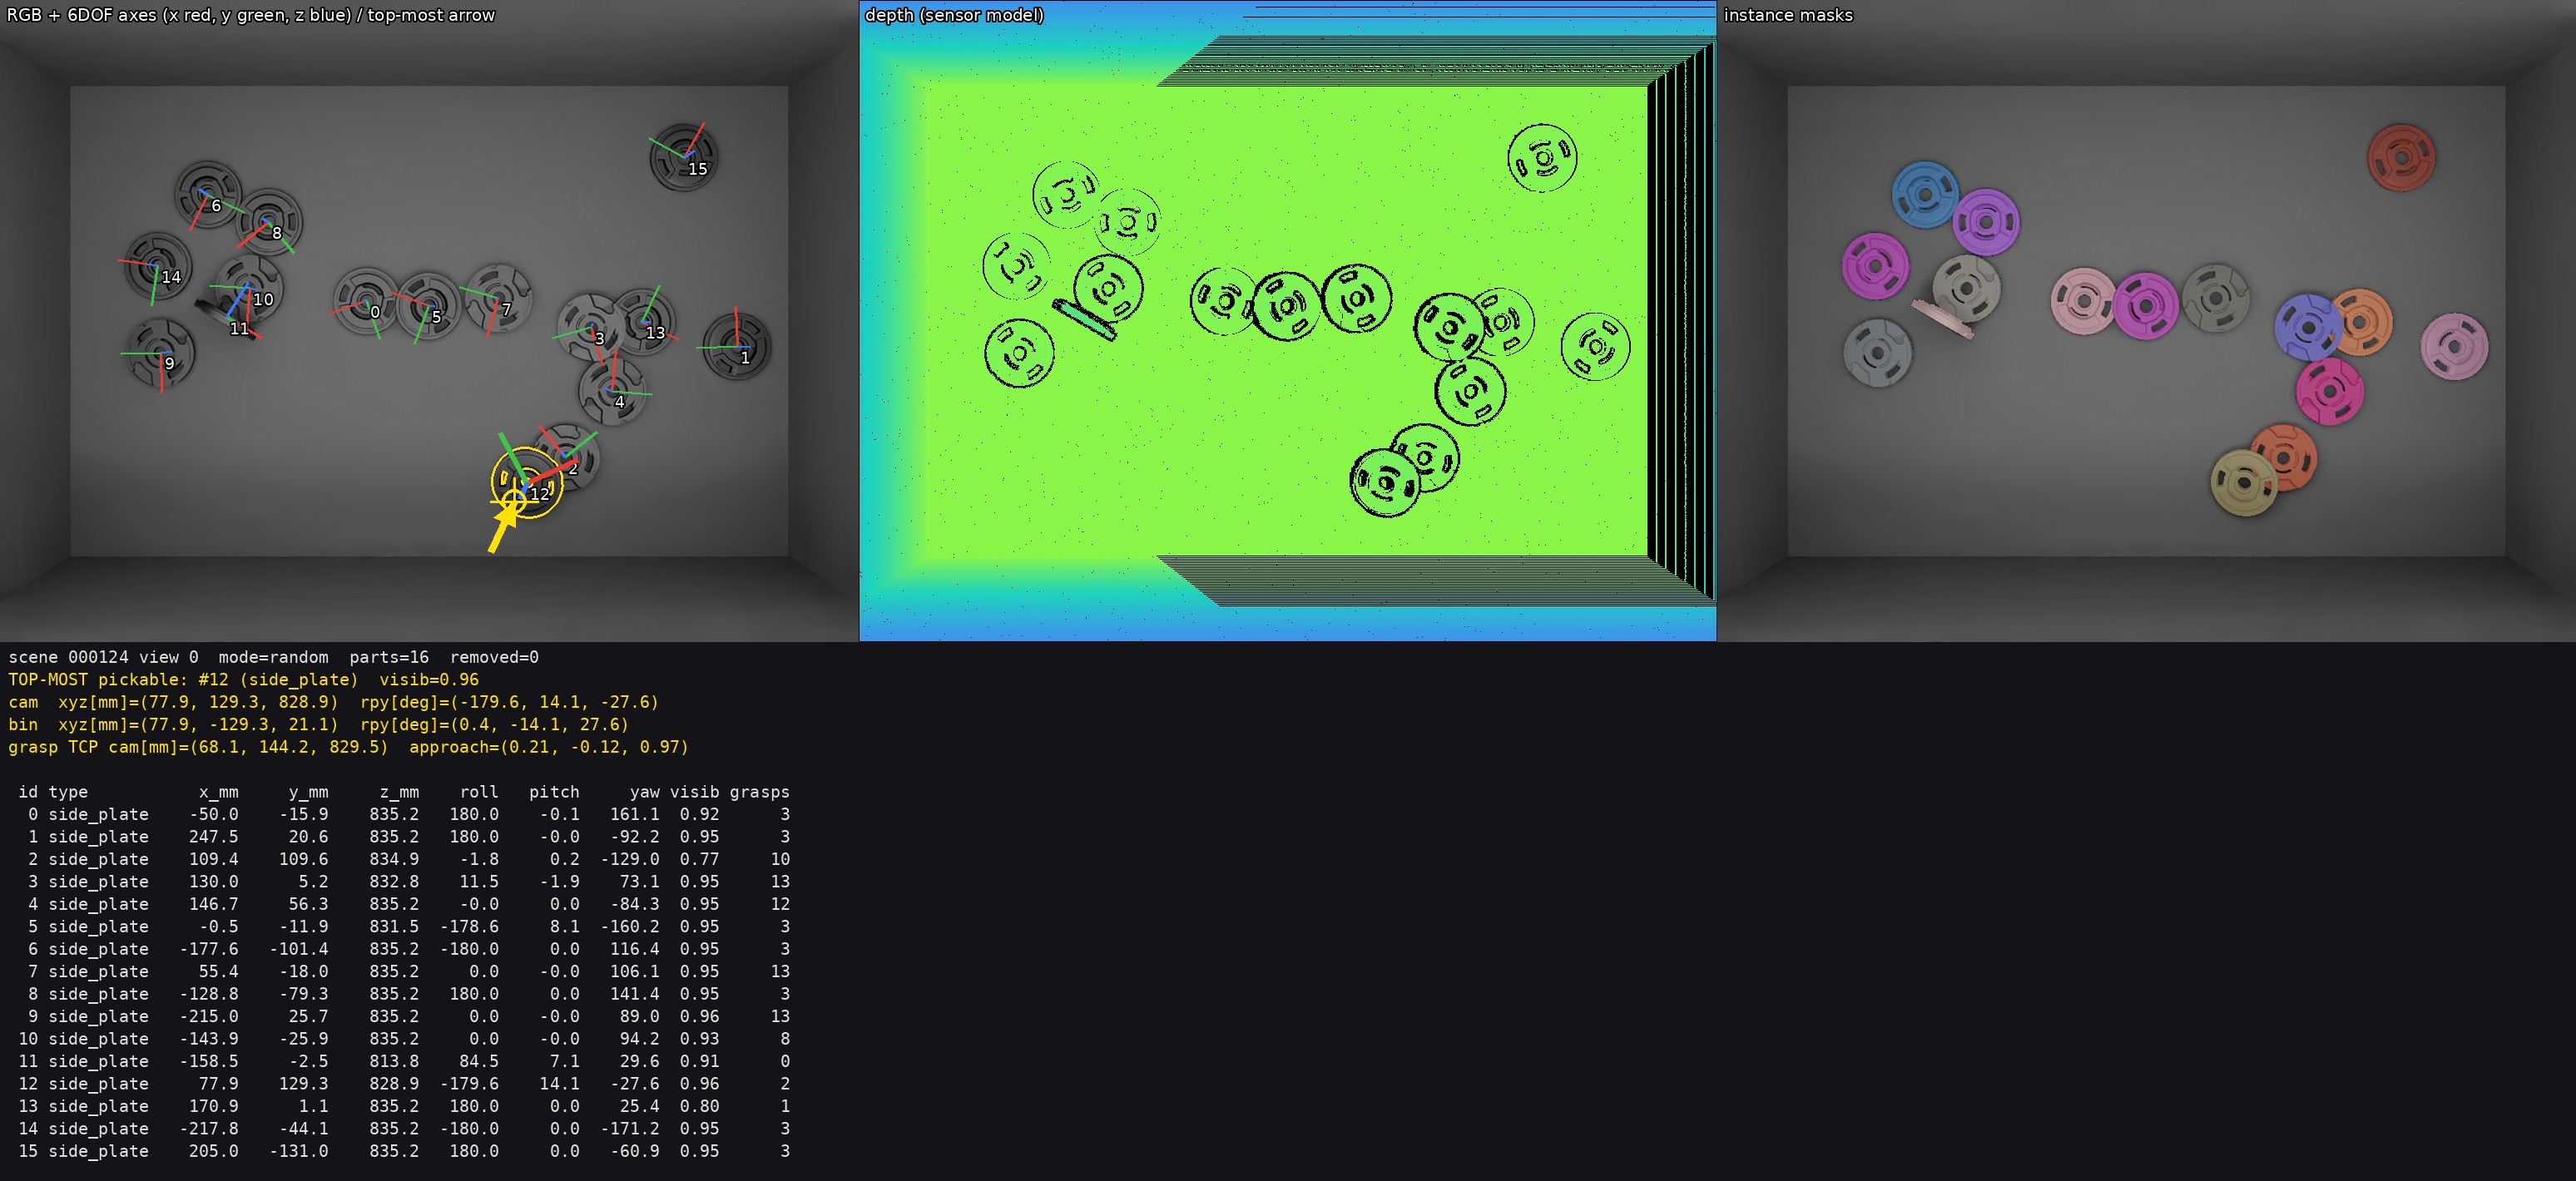 RGB + 6DOF axes (x red, y green, z blue) / top-most arrow
depth (sensor model)
instance masks
15
6
8
14
10
11
0
5
7
3
13
1
9
4
2
12
scene 000124 view 0  mode=random  parts=16  removed=0
TOP-MOST pickable: #12 (side_plate)  visib=0.96
cam  xyz[mm]=(77.9, 129.3, 828.9)  rpy[deg]=(-179.6, 14.1, -27.6)
bin  xyz[mm]=(77.9, -129.3, 21.1)  rpy[deg]=(0.4, -14.1, 27.6)
grasp TCP cam[mm]=(68.1, 144.2, 829.5)  approach=(0.21, -0.12, 0.97)
id type x_mm y_mm z_mm roll pitch yaw visib grasps
0 side_plate -50.0 -15.9 835.2 180.0 -0.1 161.1 0.92 3
1 side_plate 247.5 20.6 835.2 180.0 -0.0 -92.2 0.95 3
2 side_plate 109.4 109.6 834.9 -1.8 0.2 -129.0 0.77 10
3 side_plate 130.0 5.2 832.8 11.5 -1.9 73.1 0.95 13
4 side_plate 146.7 56.3 835.2 -0.0 0.0 -84.3 0.95 12
5 side_plate -0.5 -11.9 831.5 -178.6 8.1 -160.2 0.95 3
6 side_plate -177.6 -101.4 835.2 -180.0 0.0 116.4 0.95 3
7 side_plate 55.4 -18.0 835.2 0.0 -0.0 106.1 0.95 13
8 side_plate -128.8 -79.3 835.2 180.0 0.0 141.4 0.95 3
9 side_plate -215.0 25.7 835.2 0.0 -0.0 89.0 0.96 13
10 side_plate -143.9 -25.9 835.2 0.0 -0.0 94.2 0.93 8
11 side_plate -158.5 -2.5 813.8 84.5 7.1 29.6 0.91 0
12 side_plate 77.9 129.3 828.9 -179.6 14.1 -27.6 0.96 2
13 side_plate 170.9 1.1 835.2 180.0 0.0 25.4 0.80 1
14 side_plate -217.8 -44.1 835.2 -180.0 0.0 -171.2 0.95 3
15 side_plate 205.0 -131.0 835.2 180.0 0.0 -60.9 0.95 3